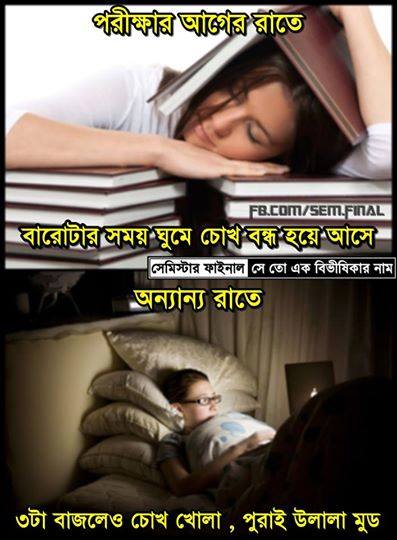 পরীক্ষার আগের রাতে
FB.COM/SEM.FINAL
বারোটার সময় ঘুমে চোখ বন্ধ হয়ে আসে
সেমিস্টার ফাইনাল সে তো এক বিভীষিকার নাম
অন্যান্য রাতে
৩টা বাজলেও চোখ খোলা , পুরাই উলালা মুড